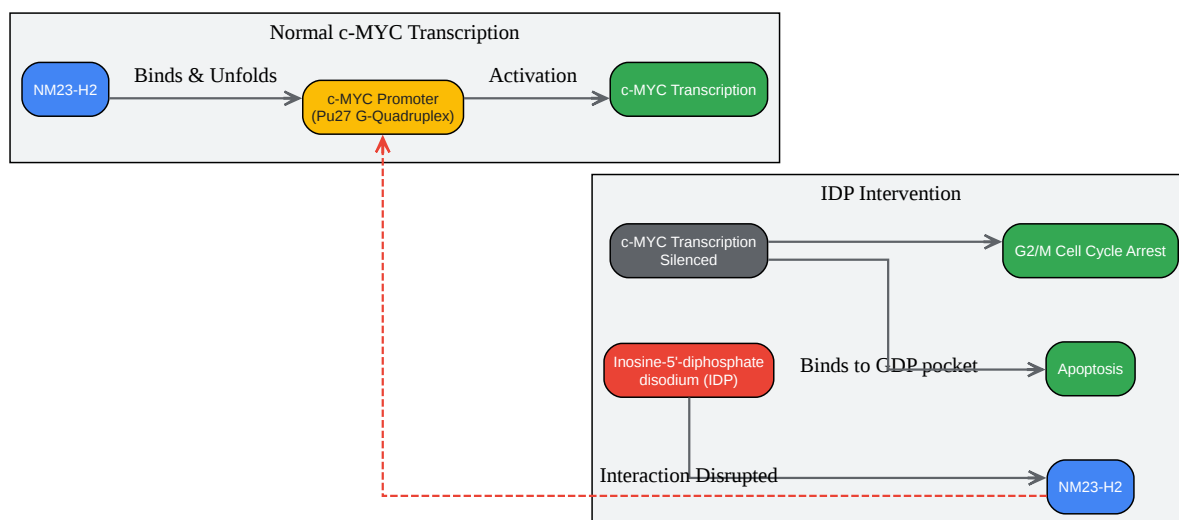 Normal c-MYC Transcription
NM23-H2
Binds & Unfolds
c-MYC Promoter
(Pu27 G-Quadruplex)
Activation
c-MYC Transcription
IDP Intervention
c-MYC Transcription
Silenced
G2/M Cell Cycle Arrest
Inosine-5'-diphosphate
disodium (IDP)
Binds to GDP pocket
Apoptosis
Interaction Disrupted
NM23-H2